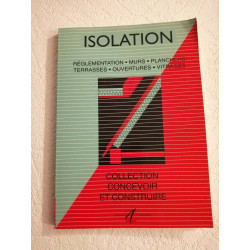 ISOLATION
RÉGLEMENTATION • MURS • PLANCHERS
TERRASSES • OUVERTURES • VITRAGES
COLLECTION
CONCEVOIR
ET CONSTRUIRE